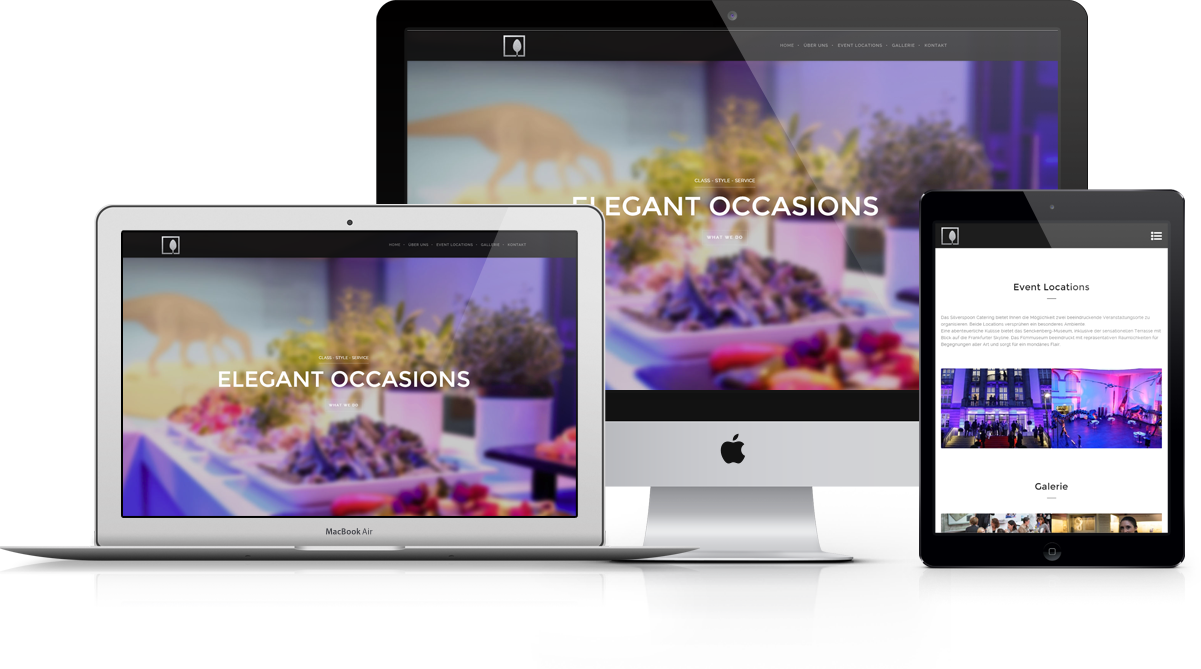 HOME - ÜBER UNS - EVENT LOCATIONS - GALLERIE - KONTAKT
CLASS - STYLE - SERVICE
ELEGANT OCCASIONS
WHAT WE DO
HOME - ÜBER UNS - EVENT LOCATIONS - GALLERIE - KONTAKT
CLASS - STYLE - SERVICE
ELEGANT OCCASIONS
WHAT WE DO
MacBook Air
Event Locations
Das Silverspoon Catering bietet Ihnen die Möglichkeit zwei beeindruckende Veranstaltungsorte zu
organisieren. Beide Locations versprühen ein besonderes Ambiente.
Eine abenteuerliche Kulisse bietet das Senckenberg Museum, inklusive der sensationellen Terrasse mit
Blick auf die Frankfurter Skyline. Das Filmmuseum beeindruckt mit repräsentativen Räumlichkeiten für
Begegnungen aller Art und sorgt für ein mondänes Flair.
Galerie